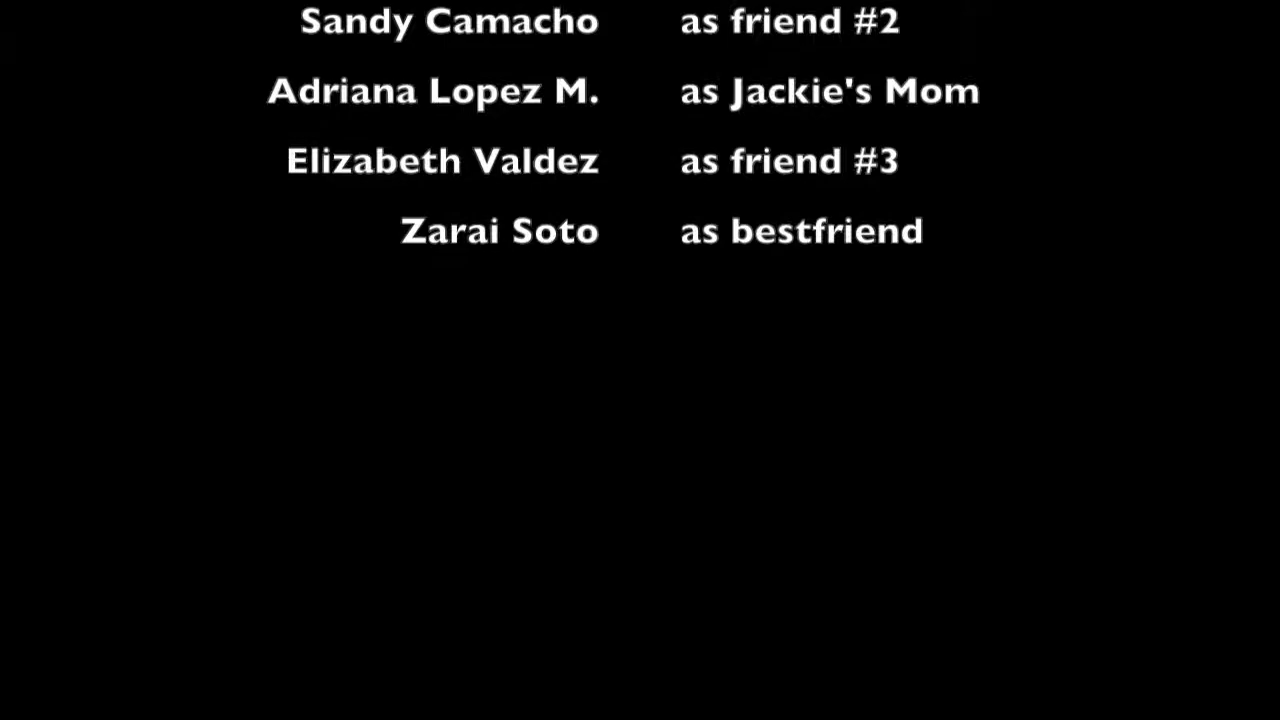 Sandy Camacho as friend #2
Adriana Lopez M. as Jackie's Mom
Elizabeth Valdez as friend #3
Zarai Soto as bestfriend